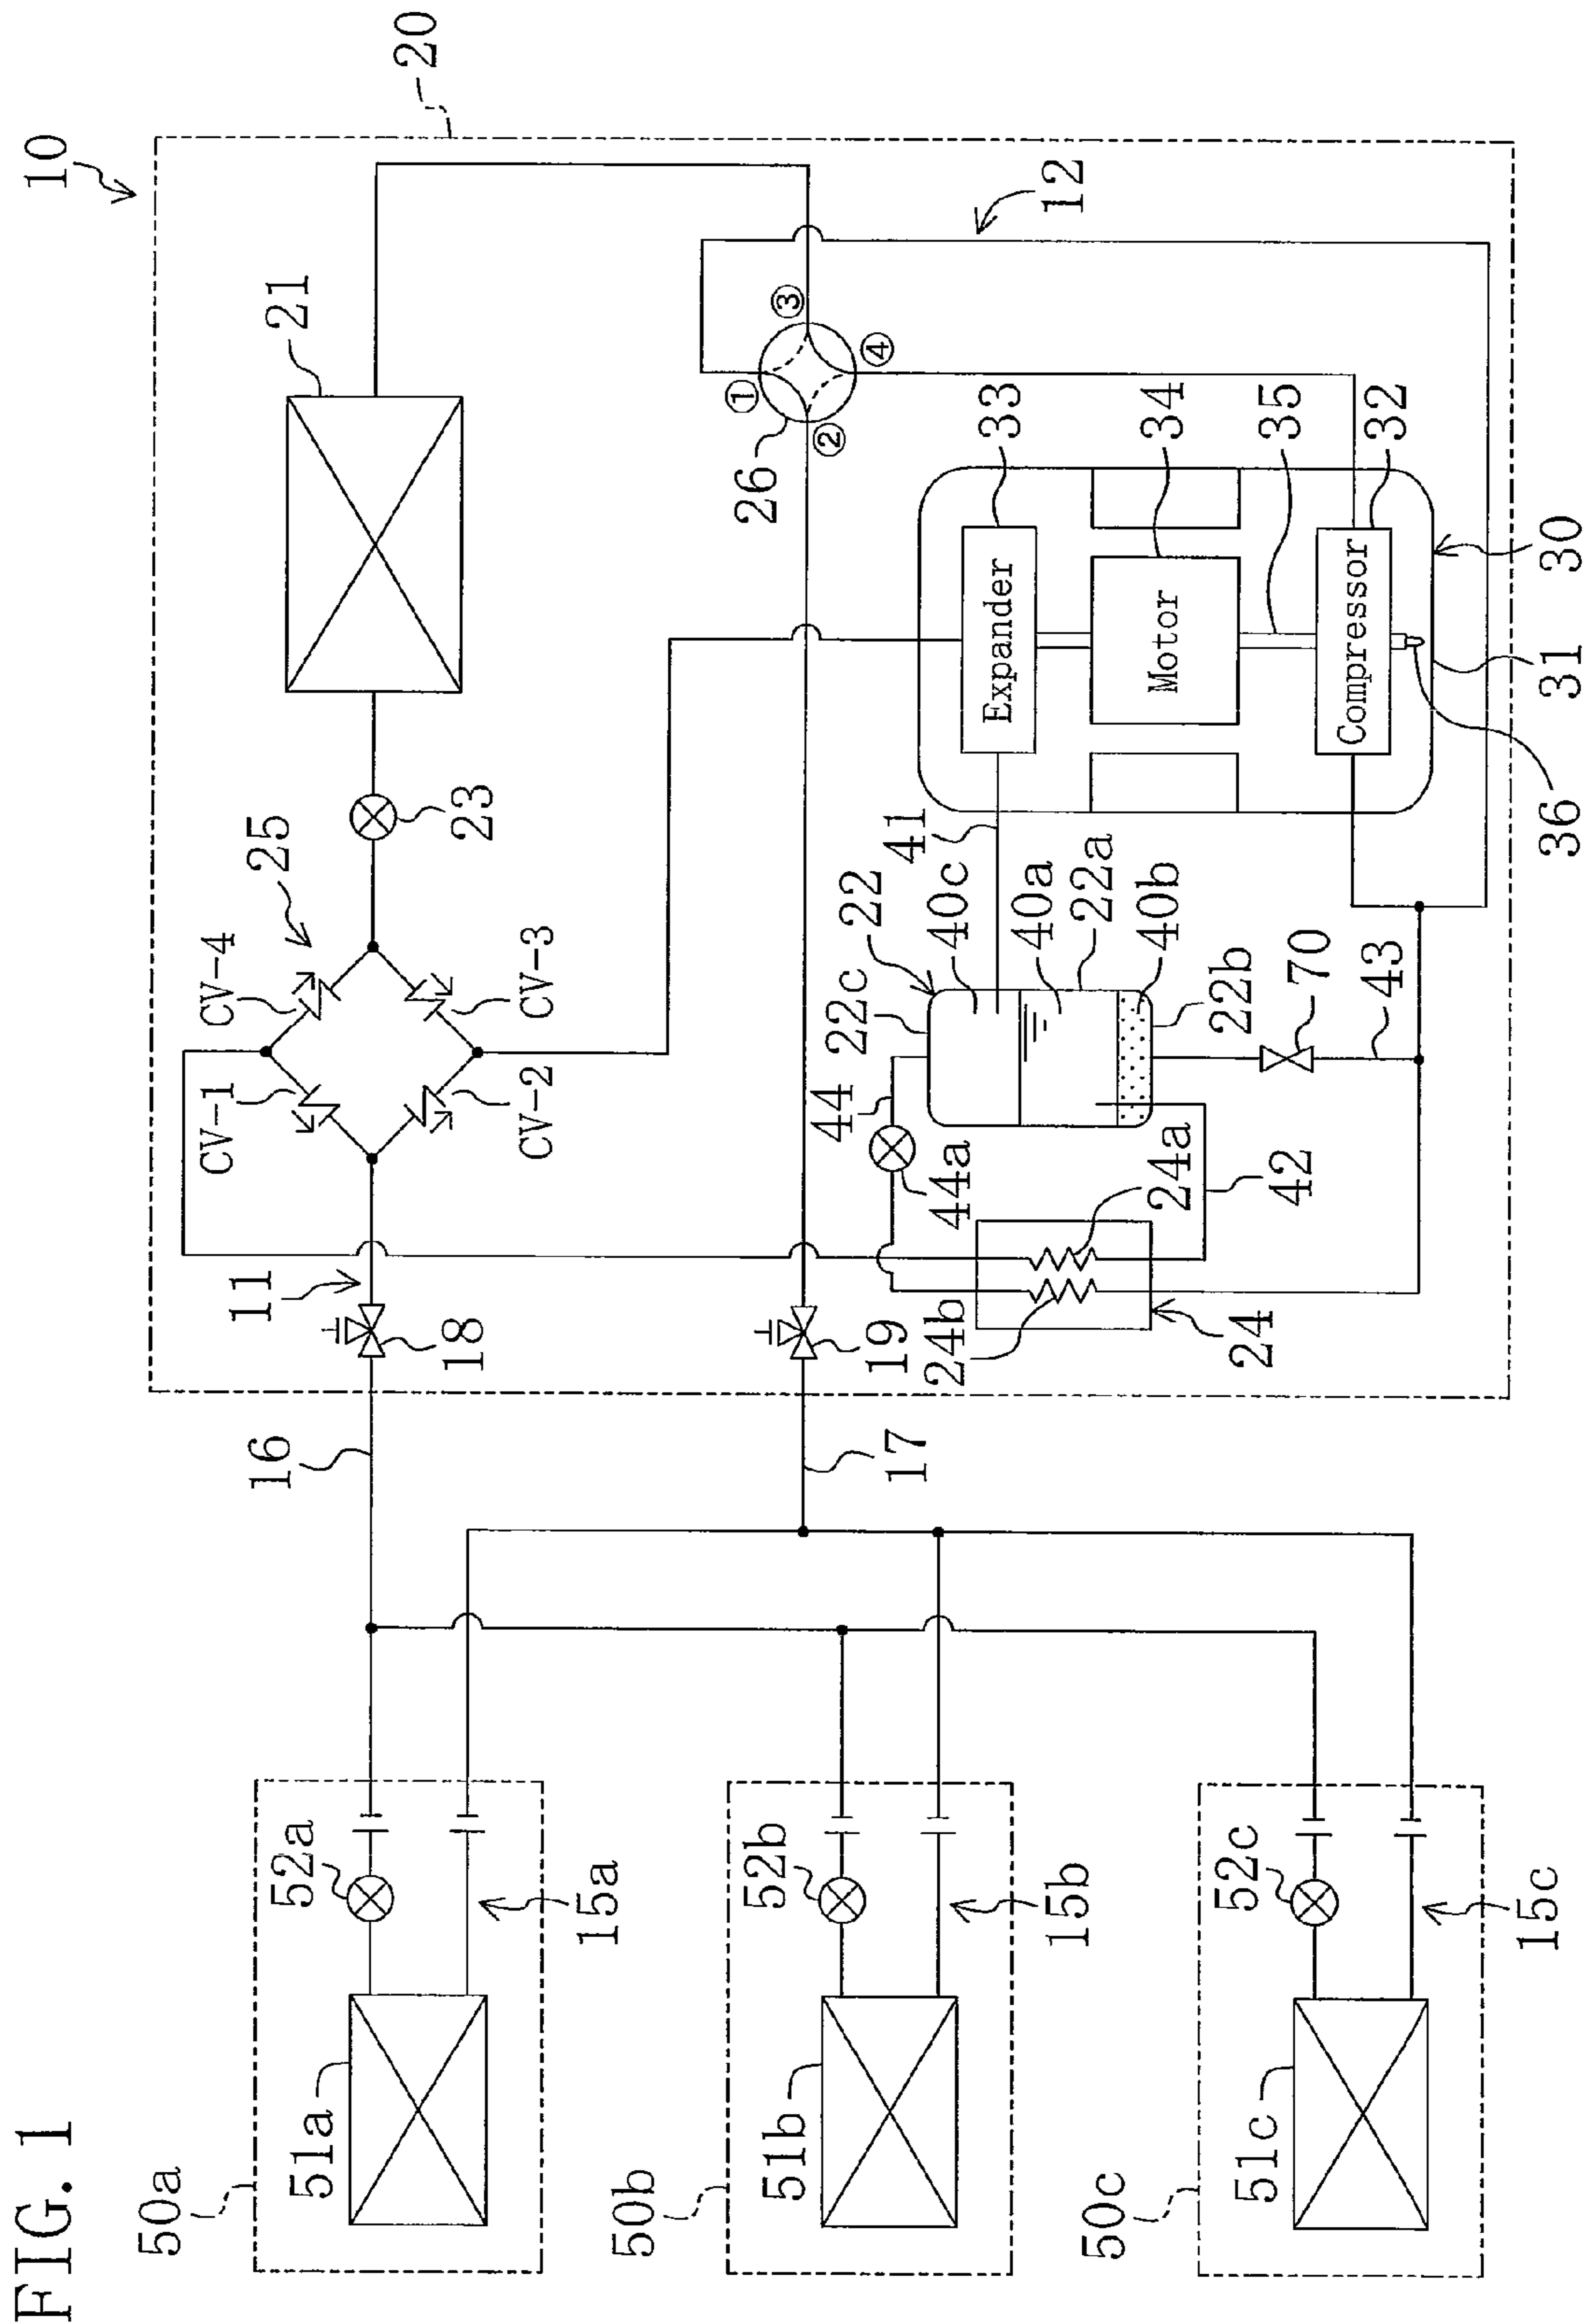 FIG. 1
10
20
21
12
25
23
CV-4
CV-3
CV-1
CV-2
①
②
③
④
26
33
34
35
32
Expander
Motor
Compressor
30
31
36
41
22
40c
40a
22a
40b
22c
22b
70
43
44
44a
24a
42
24b
24
11
18
19
16
17
50a
51a
52a
15a
50b
51b
52b
15b
50c
51c
52c
15c